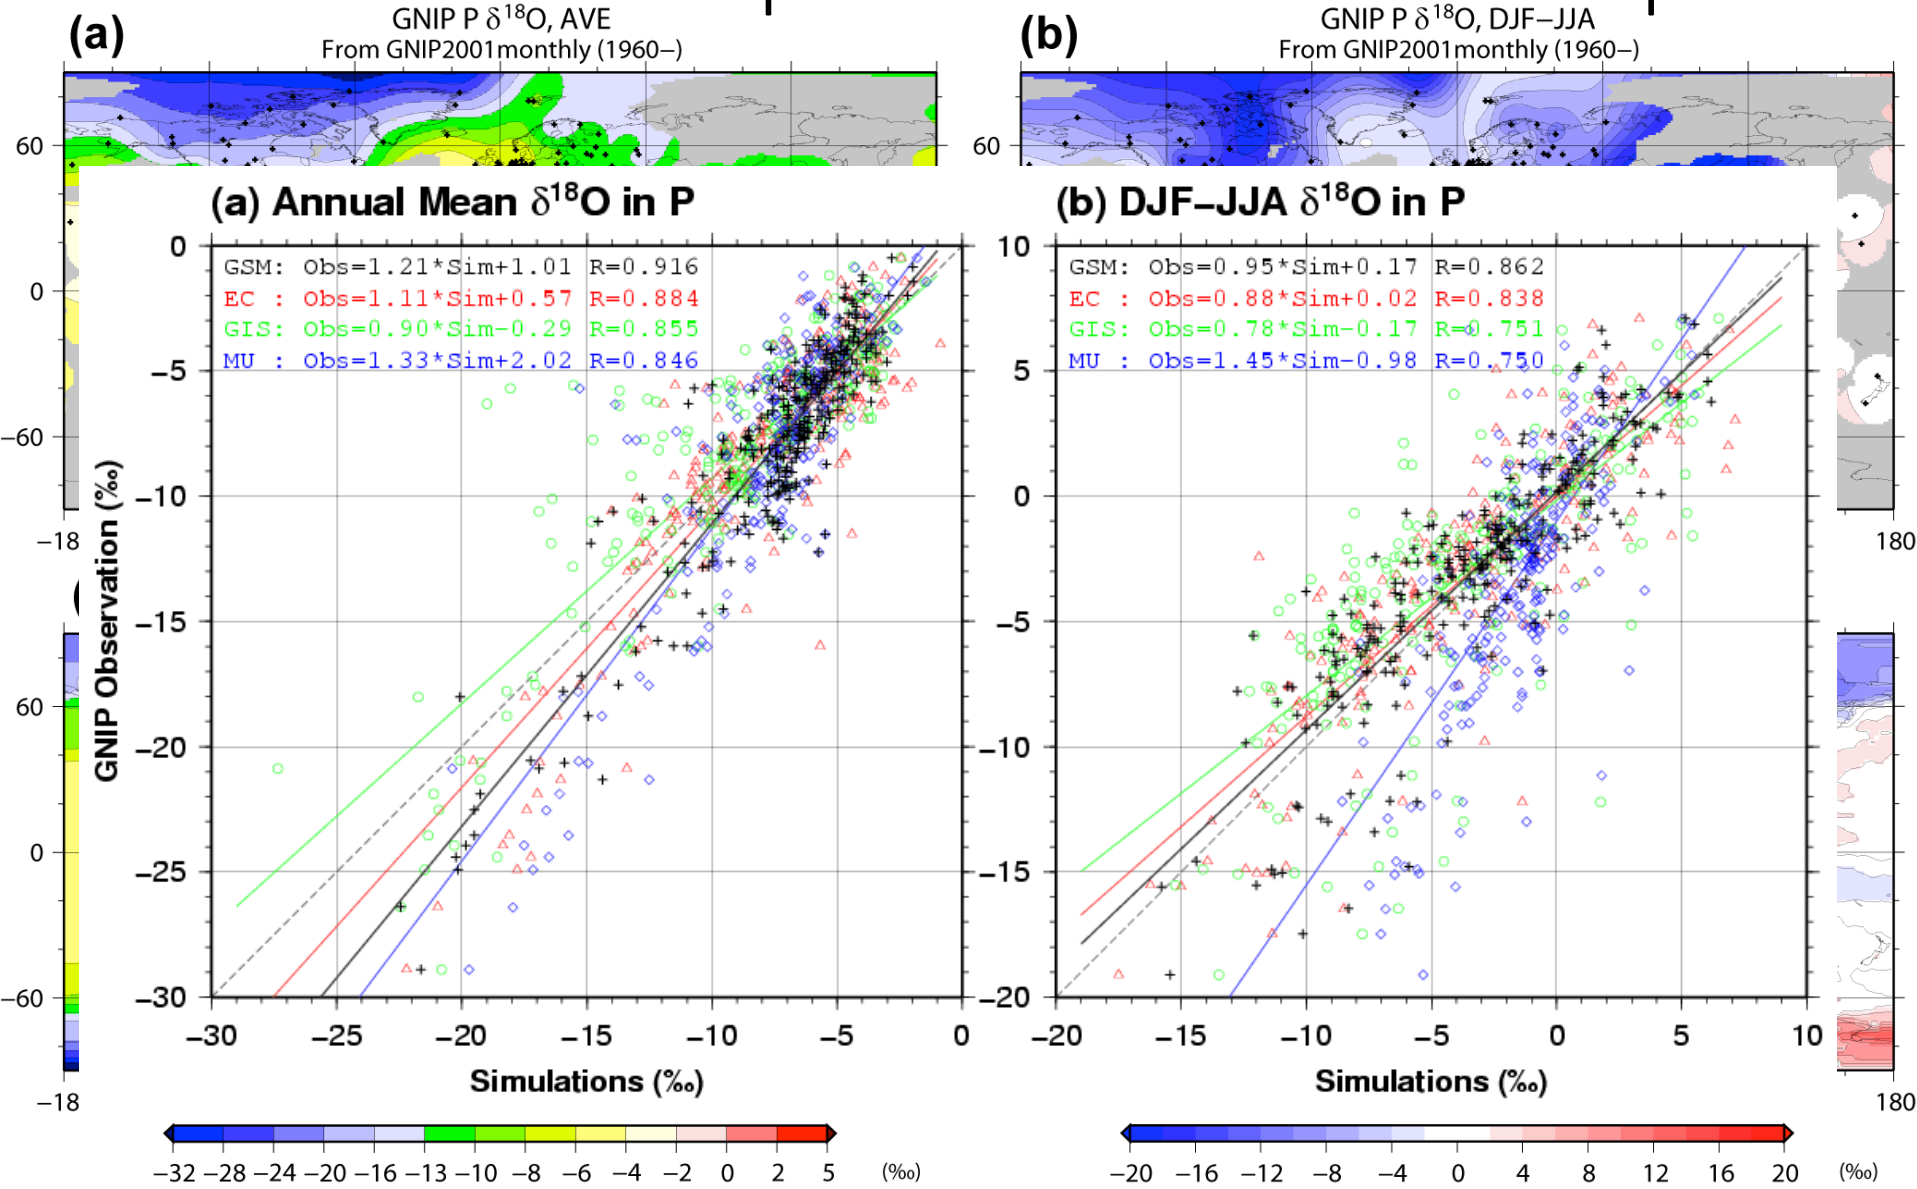 (a)
GNIP P δ¹⁸O, AVE
From GNIP2001monthly (1960−)
(b)
GNIP P δ¹⁸O, DJF−JJA
From GNIP2001monthly (1960−)
60
0
−60
−18
60
0
−60
−18
60
180
180
(a) Annual Mean δ¹⁸O in P
GSM: Obs=1.21*Sim+1.01 R=0.916
EC : Obs=1.11*Sim+0.57 R=0.884
GIS: Obs=0.90*Sim−0.29 R=0.855
MU : Obs=1.33*Sim+2.02 R=0.846
GNIP Observation (‰)
0
−5
−10
−15
−20
−25
−30
−30 −25 −20 −15 −10 −5 0
Simulations (‰)
(b) DJF−JJA δ¹⁸O in P
GSM: Obs=0.95*Sim+0.17 R=0.862
EC : Obs=0.88*Sim+0.02 R=0.838
GIS: Obs=0.78*Sim−0.17 R=0.751
MU : Obs=1.45*Sim−0.98 R=0.750
10
5
0
−5
−10
−15
−20
−20 −15 −10 −5 0 5 10
Simulations (‰)
−32 −28 −24 −20 −16 −13 −10 −8 −6 −4 −2 0 2 5 (‰)
−20 −16 −12 −8 −4 0 4 8 12 16 20 (‰)